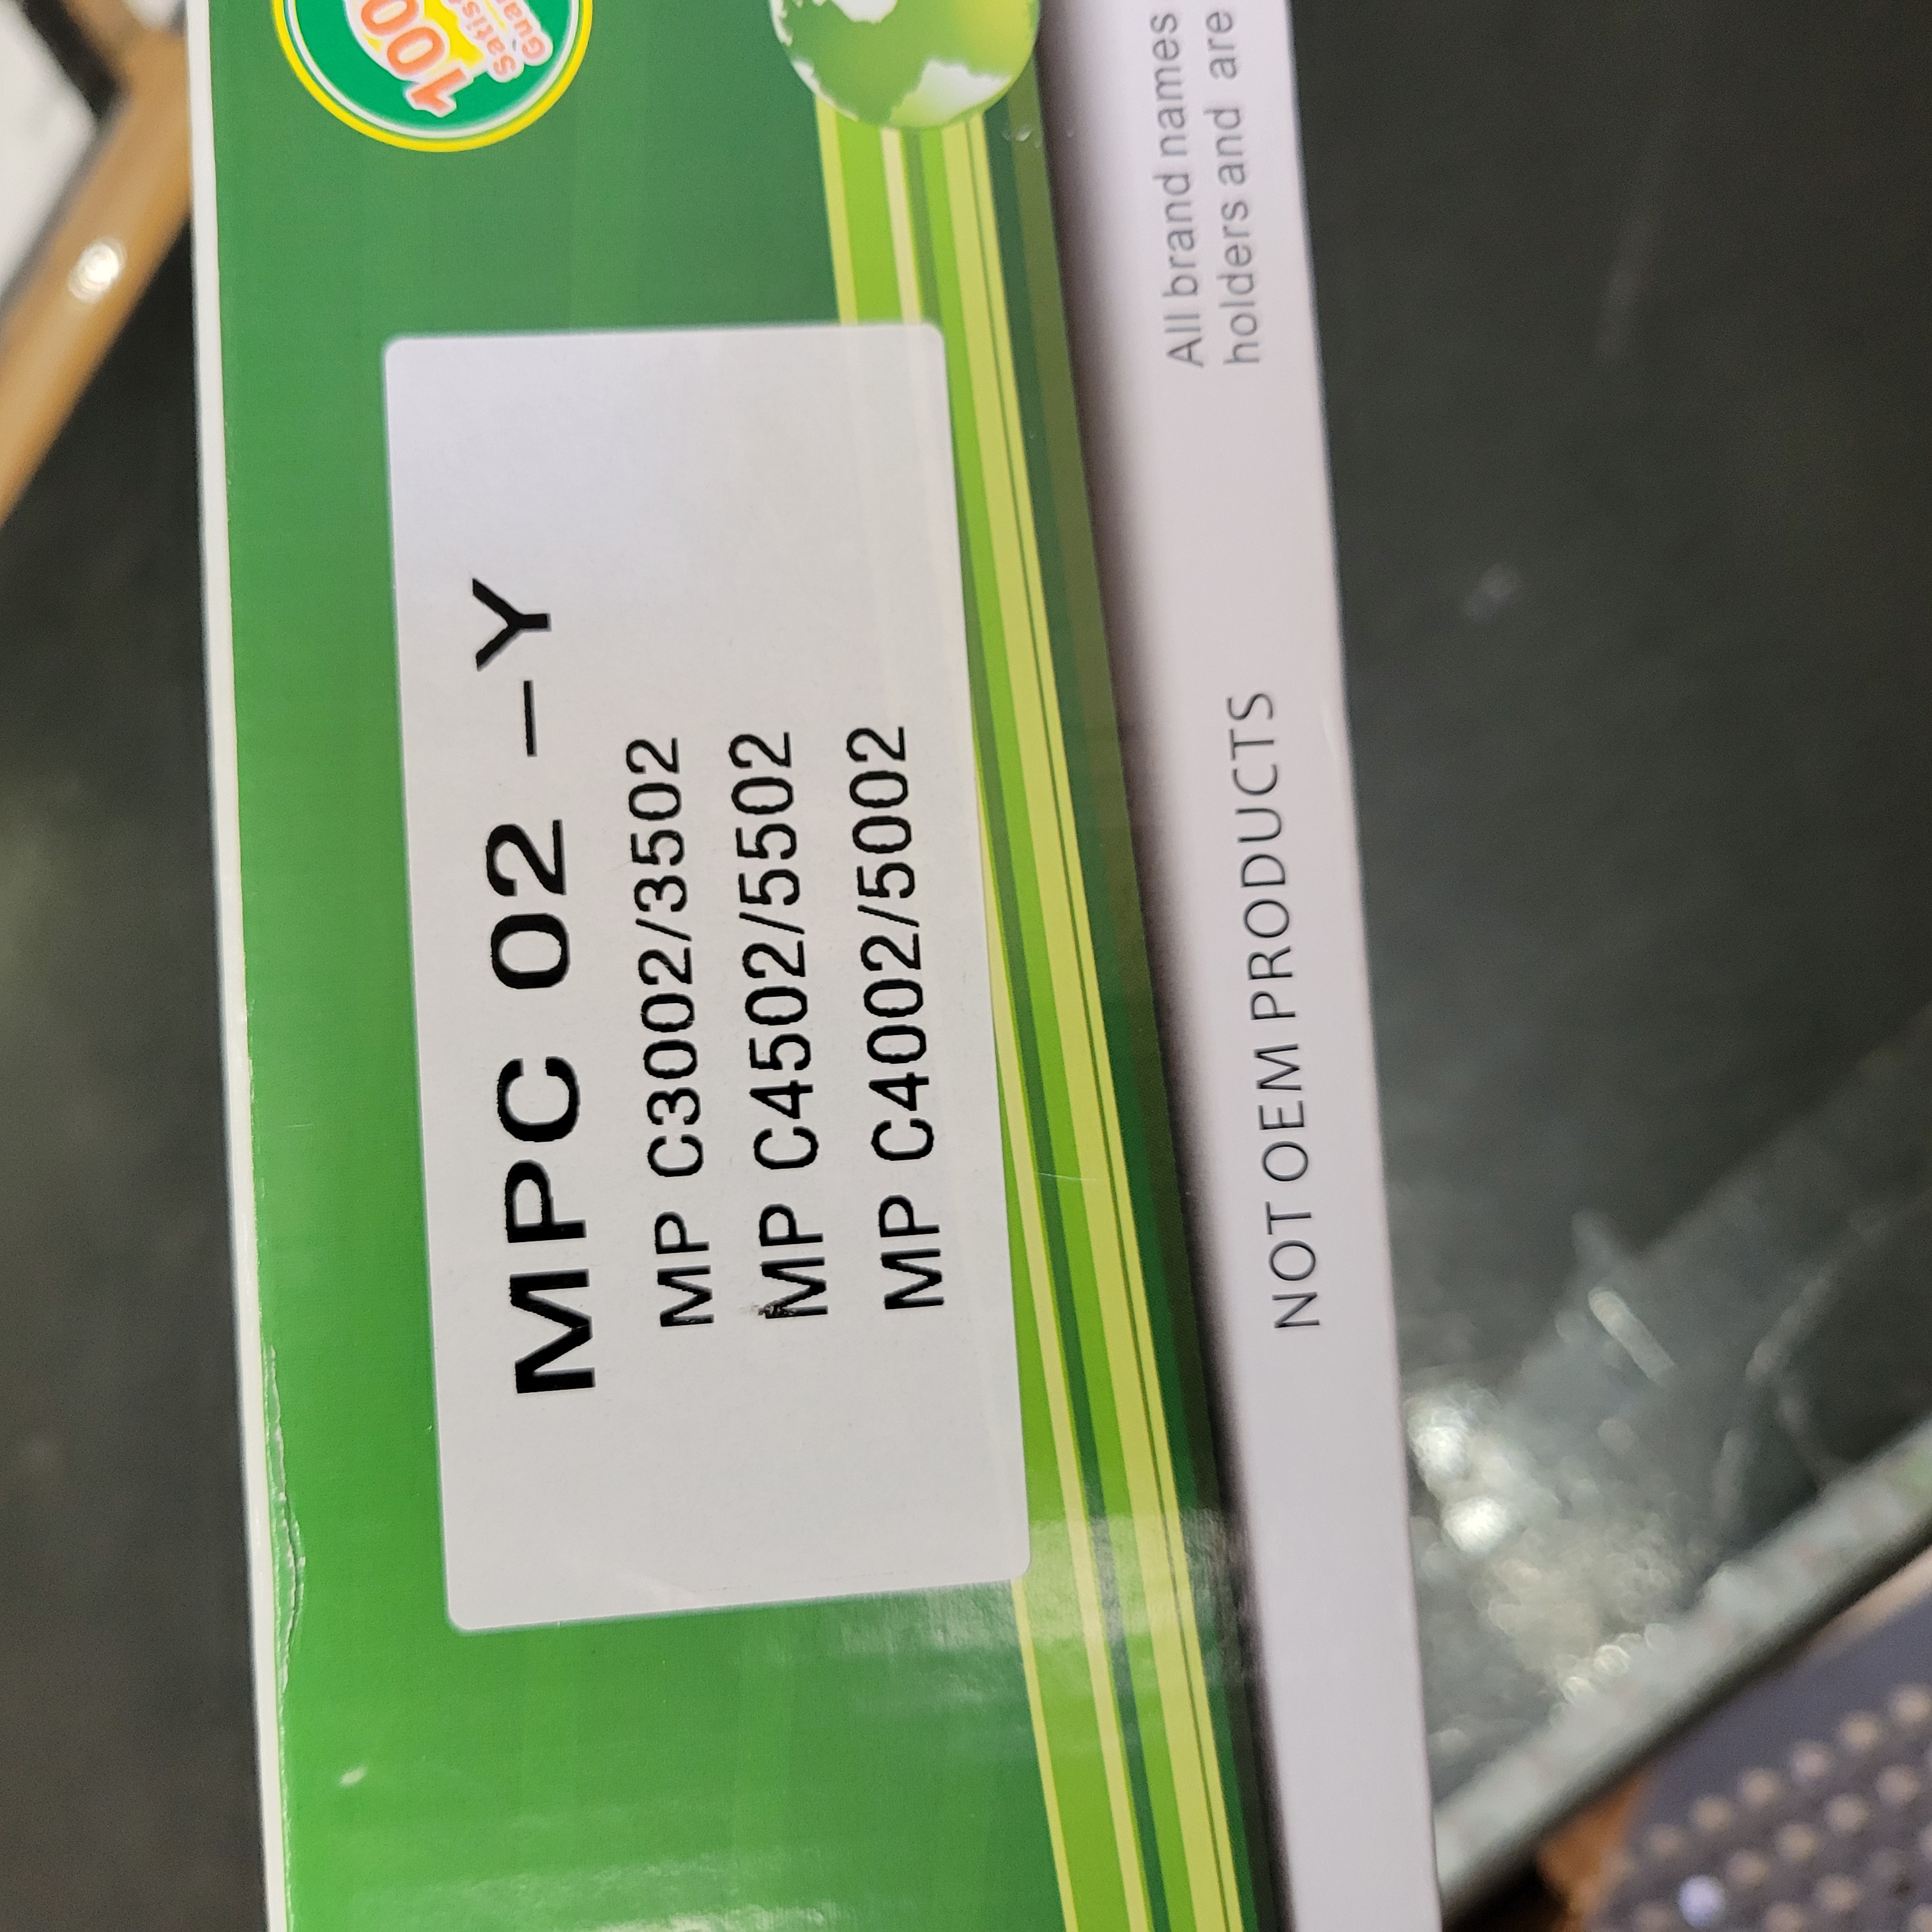 MPC 02 –Y
MP C3002/3502
MP C4502/5502
MP C4002/5002
NOT OEM PRODUCTS
All brand names
holders and are
100